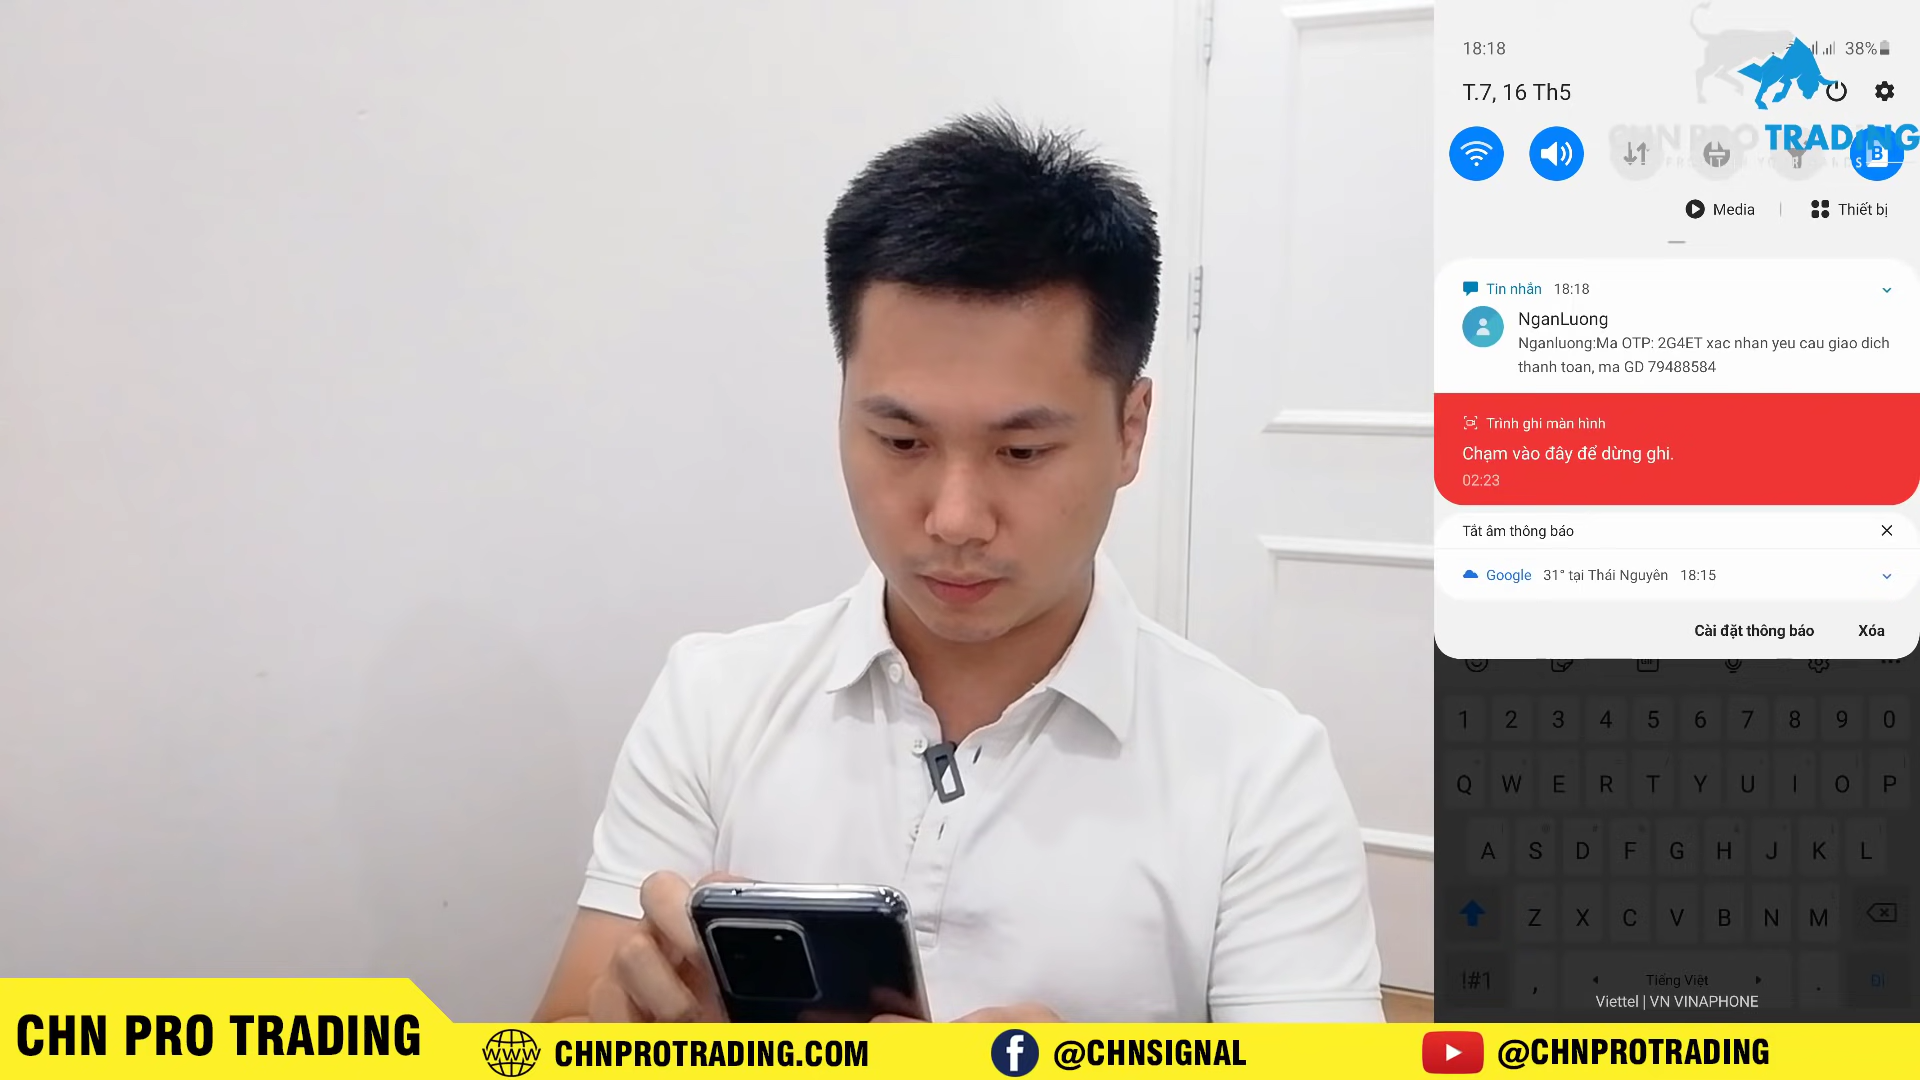 18:18
38%
T.7, 16 Th5
CHN PRO TRADING
Media
Thiết bị
Tin nhắn 18:18
NganLuong
Nganluong:Ma OTP: 2G4ET xac nhan yeu cau giao dich
thanh toan, ma GD 79488584
Trình ghi màn hình
Chạm vào đây để dừng ghi.
02:23
Tắt âm thông báo
Google 31° tại Thái Nguyên 18:15
Cài đặt thông báo Xóa
1 2 3 4 5 6 7 8 9 0
Q W E R T Y U I O P
A S D F G H J K L
Z X C V B N M
!#1 , Tiếng Việt . Đi
Viettel | VN VINAPHONE
CHN PRO TRADING
WWW CHNPROTRADING.COM
@CHNSIGNAL
@CHNPROTRADING